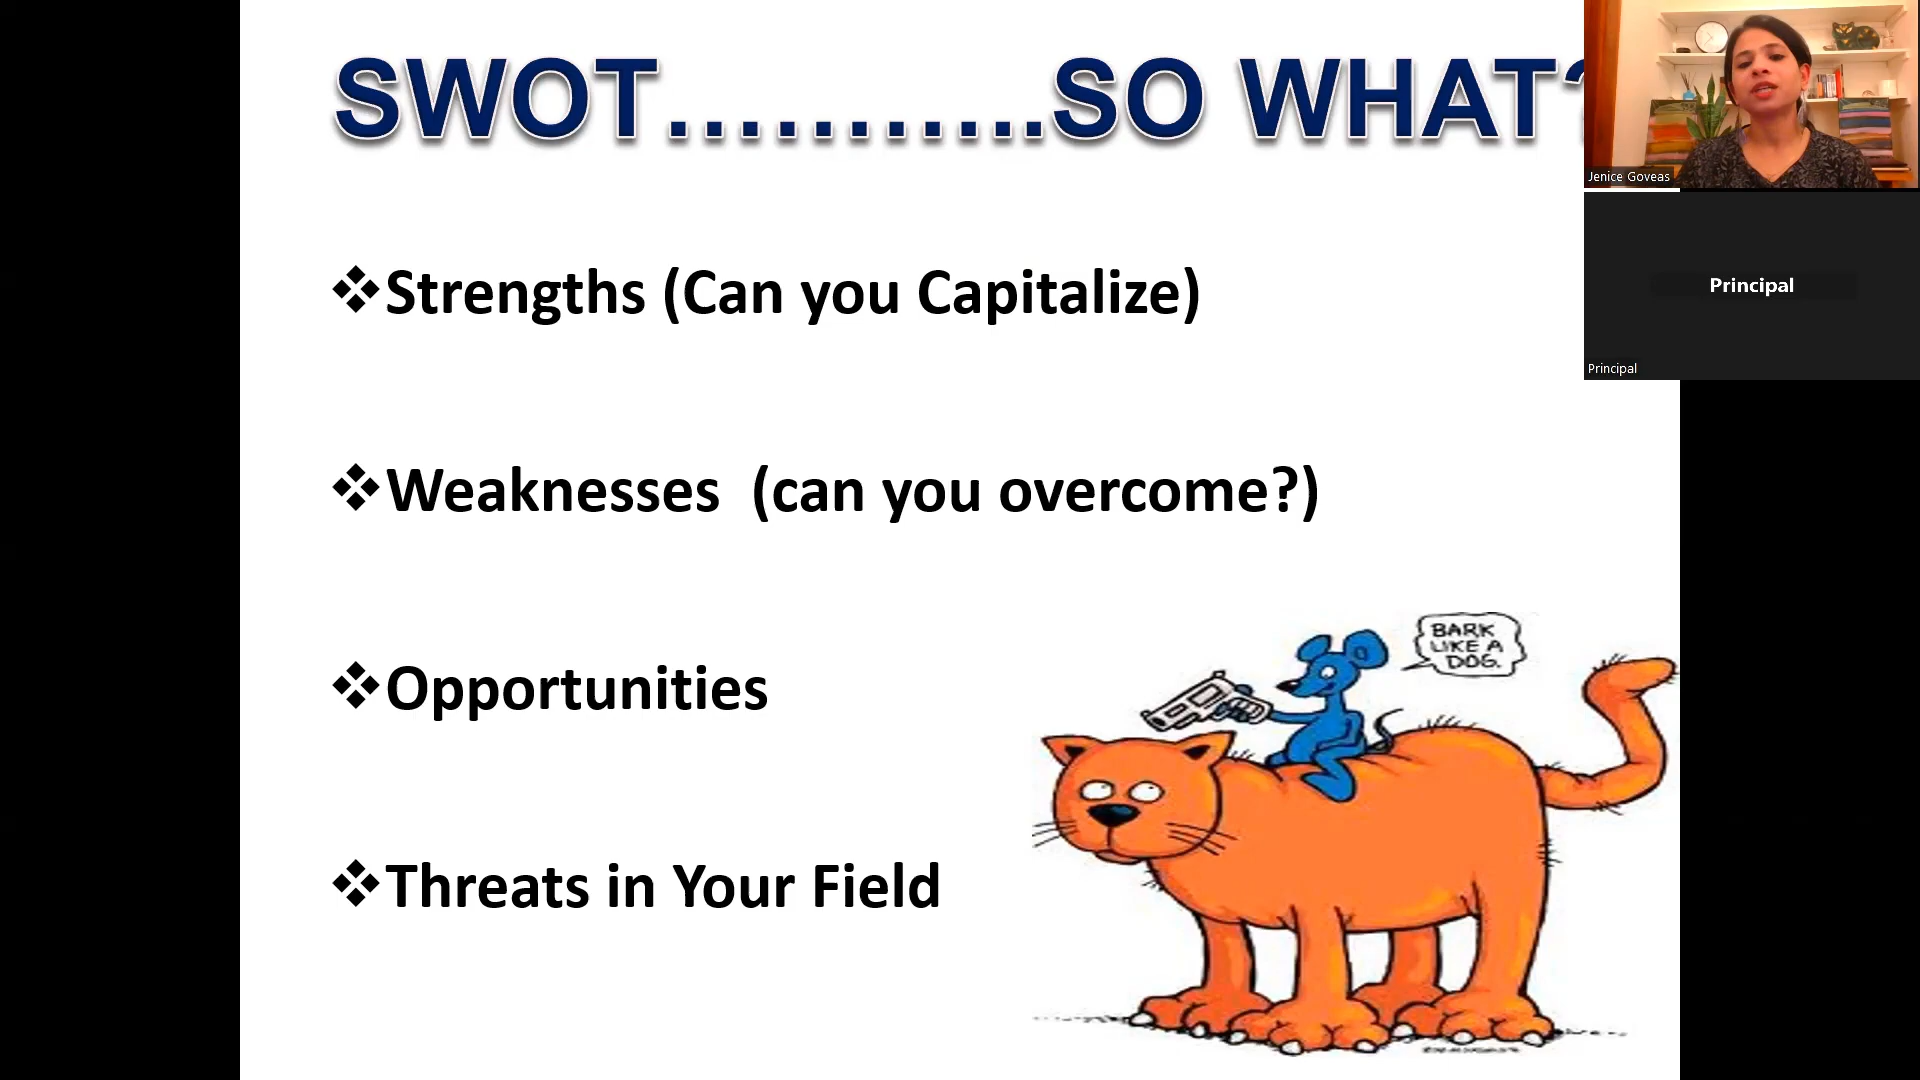 SWOT...........SO WHAT?
❖Strengths (Can you Capitalize)
❖Weaknesses (can you overcome?)
❖Opportunities
❖Threats in Your Field
BARK
LIKE A
DOG.
Jenice Goveas
Principal
Principal